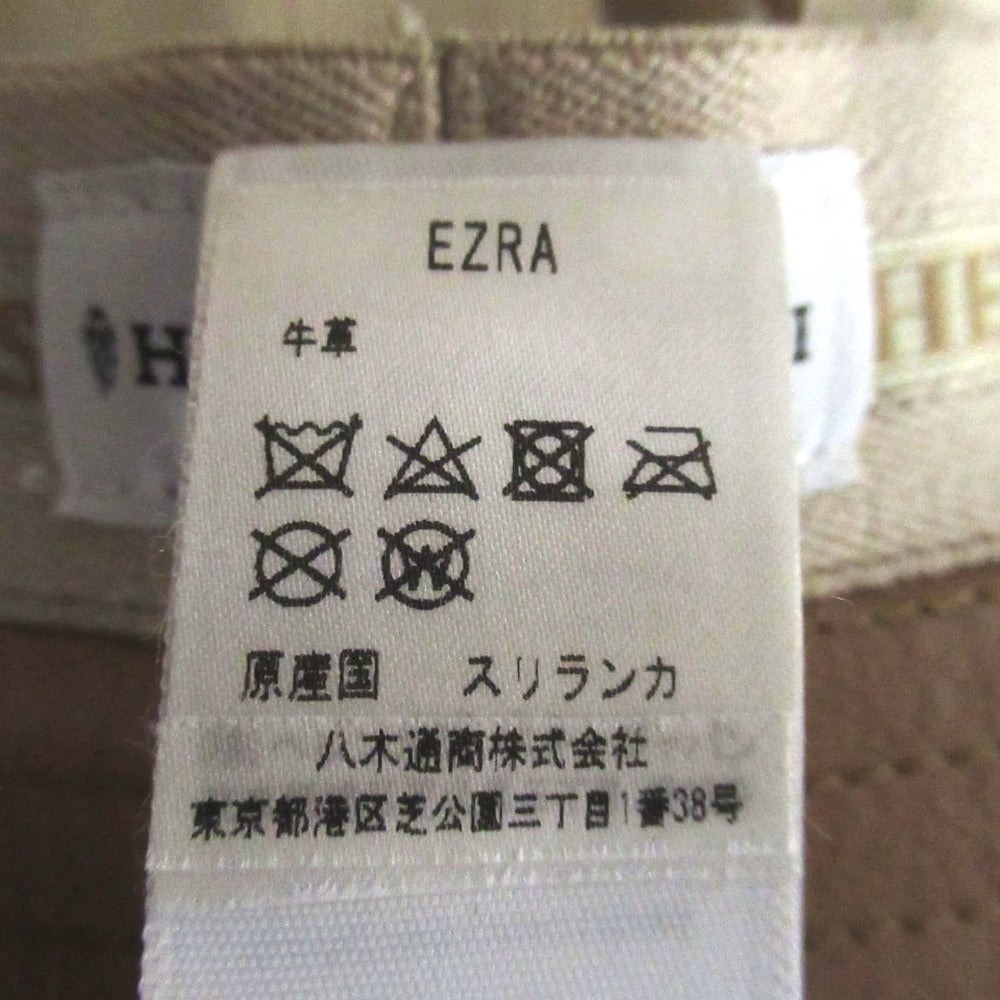 EZRA
牛革
H
I
HE
W
原産国 スリランカ
八木通商株式会社
東京都港区芝公園三丁目1番38号